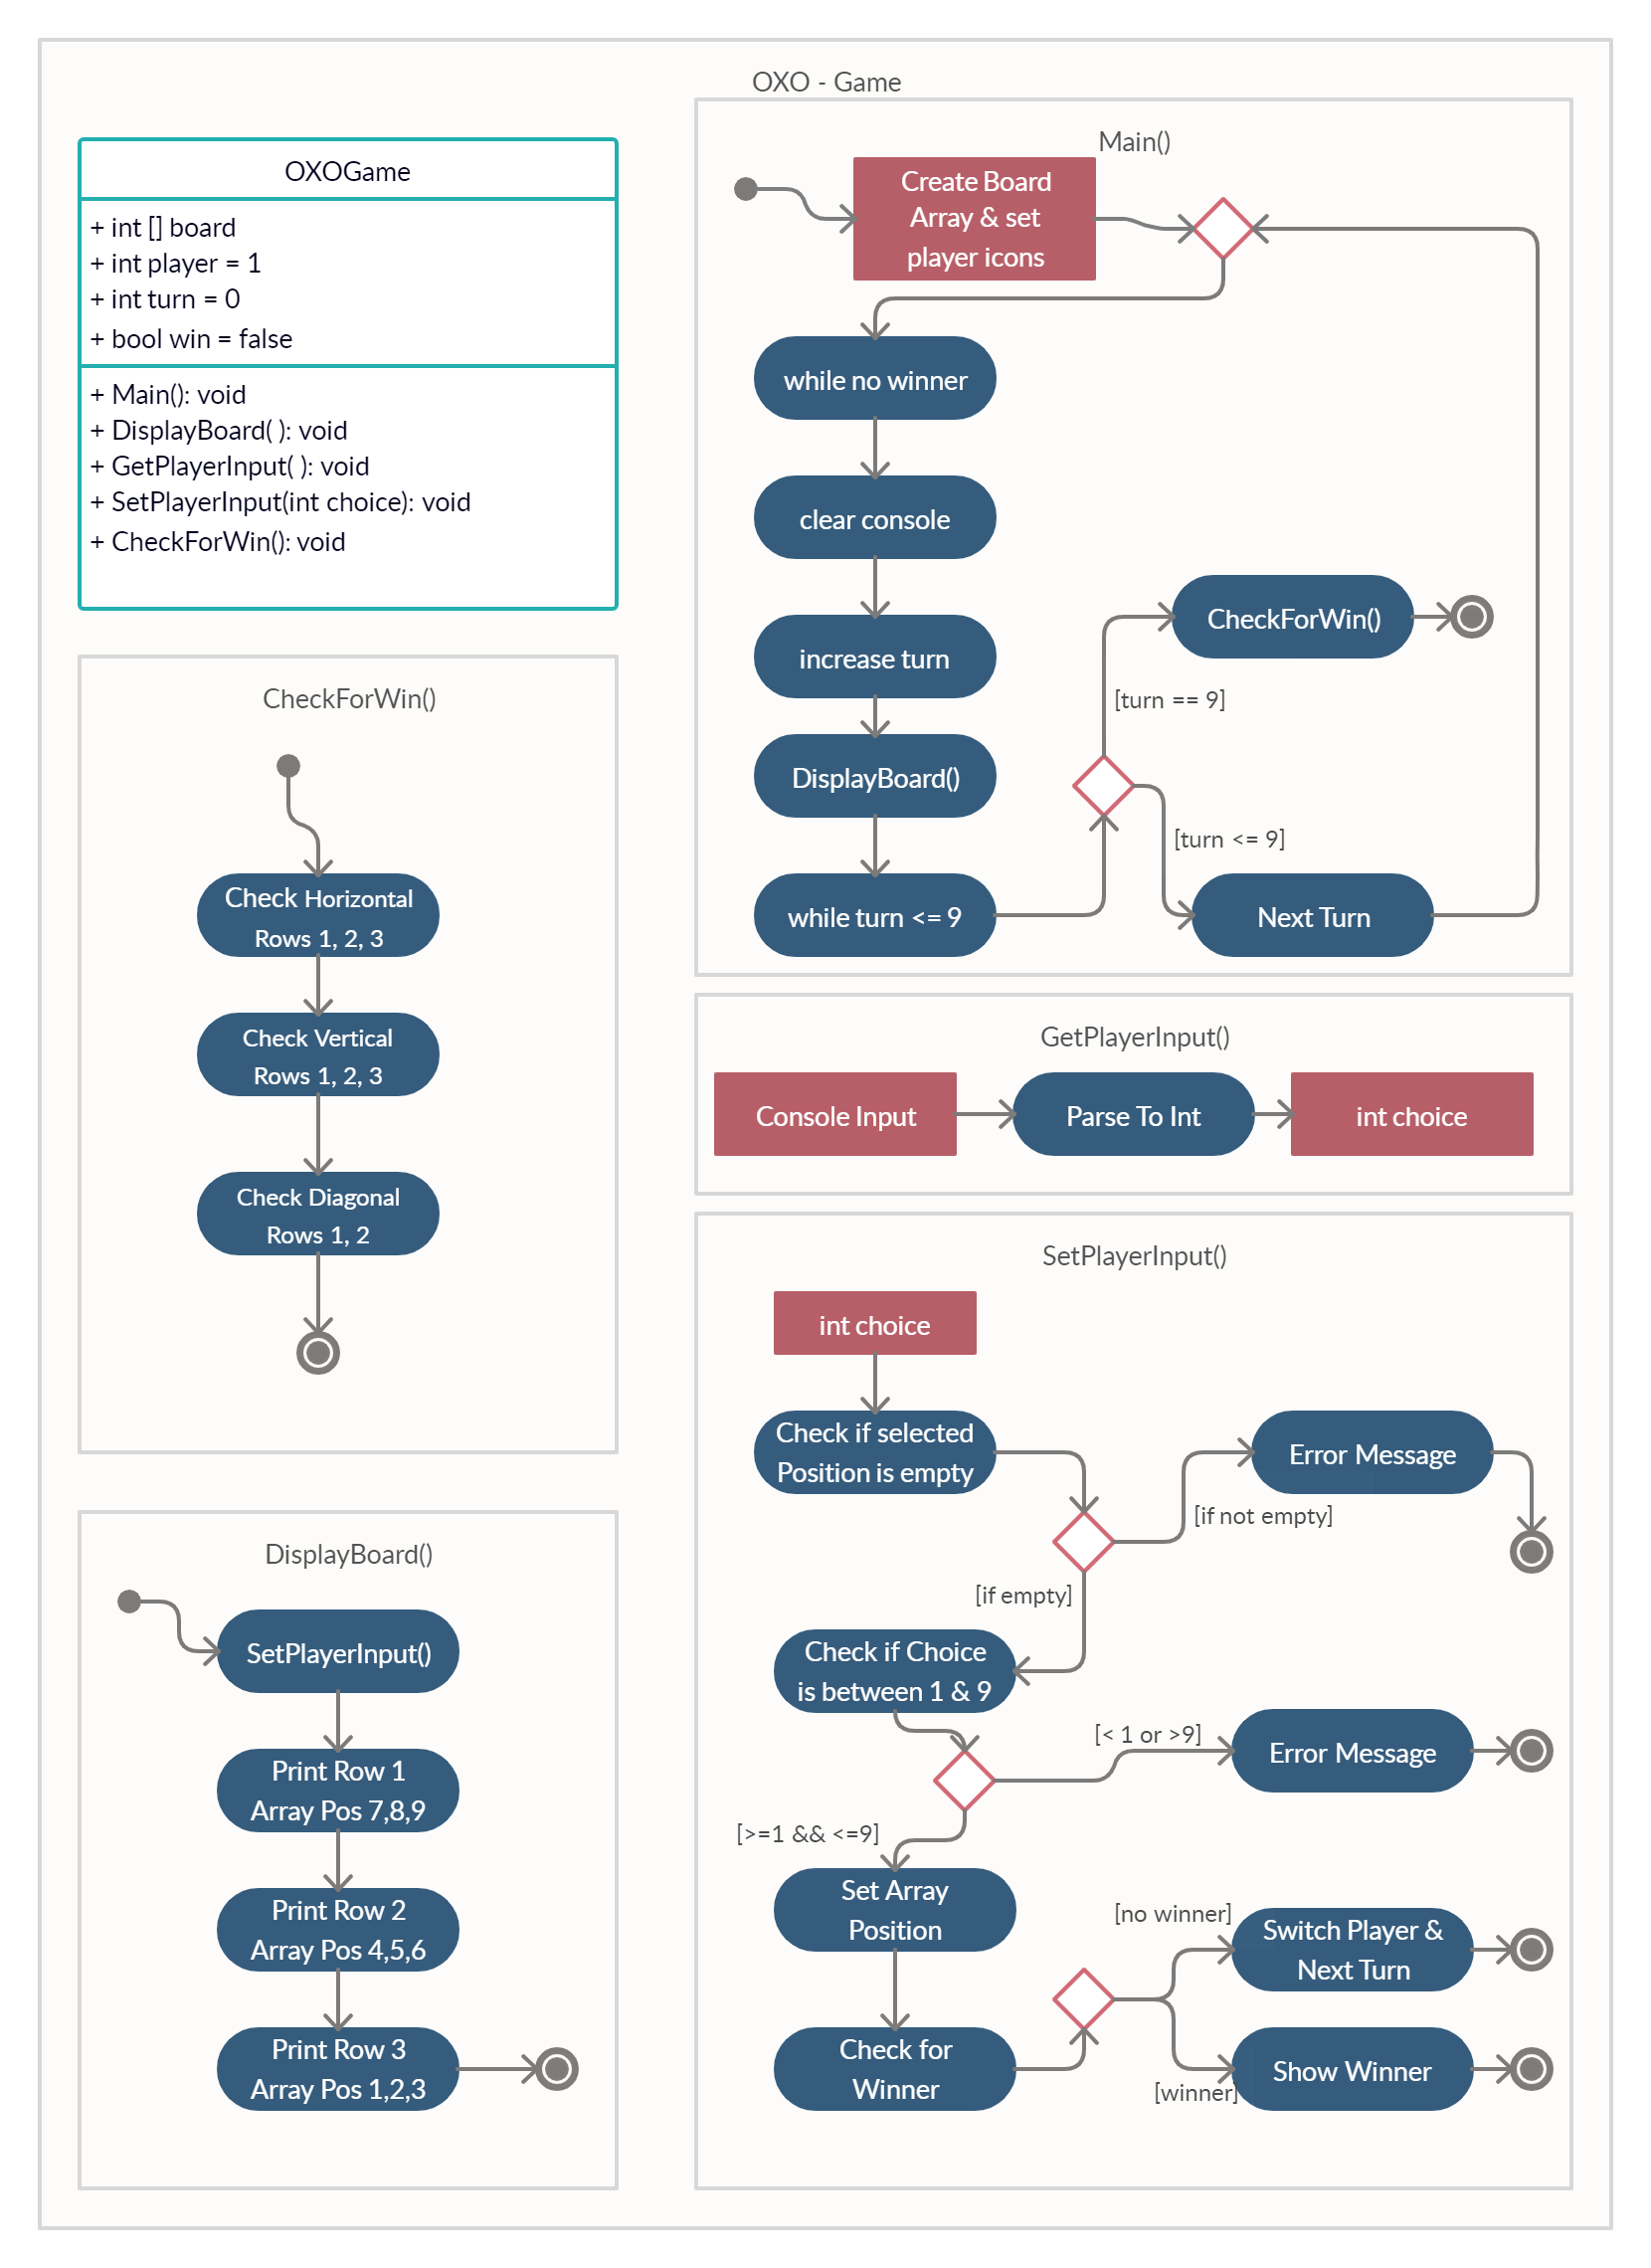 OXO - Game
OXOGame
+ int [] board
+ int player = 1
+ int turn = 0
+ bool win = false
+ Main(): void
+ DisplayBoard( ): void
+ GetPlayerInput( ): void
+ SetPlayerInput(int choice): void
+ CheckForWin(): void
Main()
Create Board
Array & set
player icons
while no winner
clear console
increase turn
DisplayBoard()
while turn <= 9
CheckForWin()
[turn == 9]
[turn <= 9]
Next Turn
CheckForWin()
Check Horizontal
Rows 1, 2, 3
Check Vertical
Rows 1, 2, 3
Check Diagonal
Rows 1, 2
GetPlayerInput()
Console Input
Parse To Int
int choice
DisplayBoard()
SetPlayerInput()
Print Row 1
Array Pos 7,8,9
Print Row 2
Array Pos 4,5,6
Print Row 3
Array Pos 1,2,3
SetPlayerInput()
int choice
Check if selected
Position is empty
Error Message
[if not empty]
[if empty]
Check if Choice
is between 1 & 9
[< 1 or >9]
Error Message
[>=1 && <=9]
Set Array
Position
[no winner]
Switch Player &
Next Turn
Check for
Winner
[winner]
Show Winner